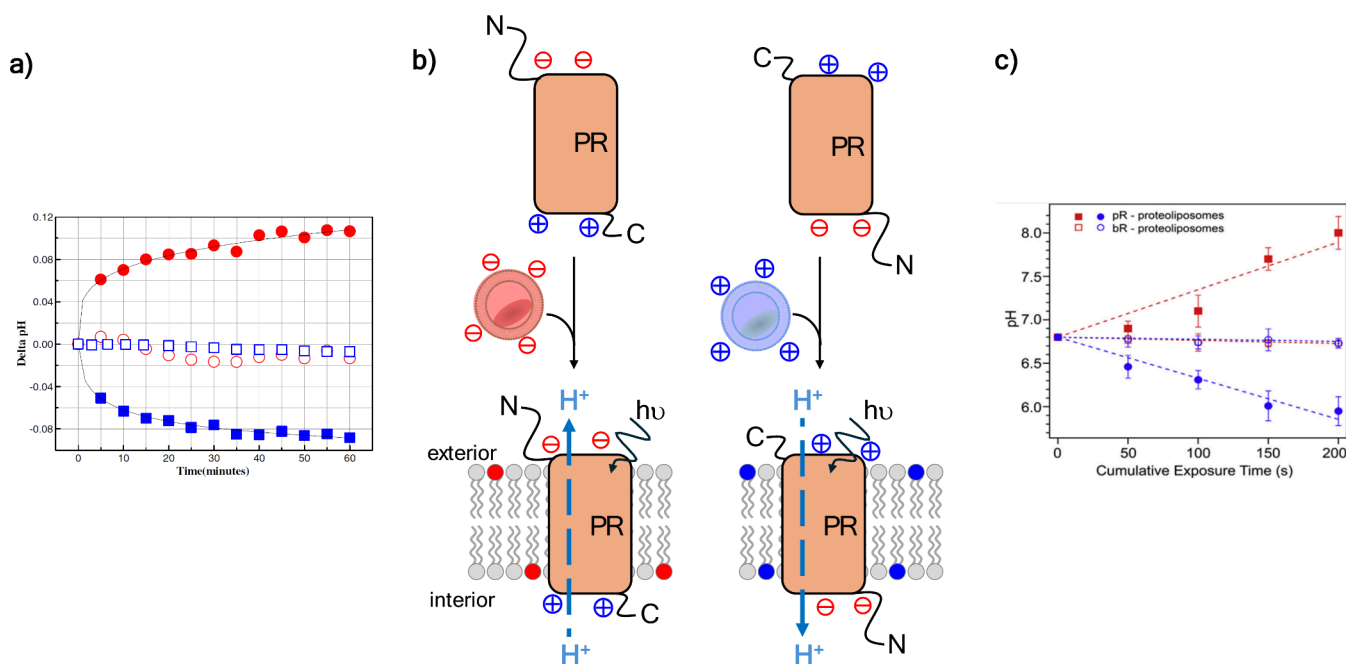 a)
0.12
0.08
0.04
0.00
-0.04
-0.08
Delta pH
0 10 20 30 40 50 60
Time(minutes)
b)
N
⊖ ⊖
PR
⊕ ⊕
C
C
⊕ ⊕
PR
⊖ ⊖
N
⊖ ⊖ ⊖ ⊖
⊕ ⊕ ⊕ ⊕
H⁺
hυ
N
⊖ ⊖
exterior
PR
interior
⊕ ⊕
C
H⁺
H⁺
hυ
C
⊕ ⊕
PR
⊖ ⊖
N
H⁺
c)
pR - proteoliposomes
bR - proteoliposomes
8.0
7.5
7.0
6.5
6.0
pH
0 50 100 150 200
Cumulative Exposure Time (s)